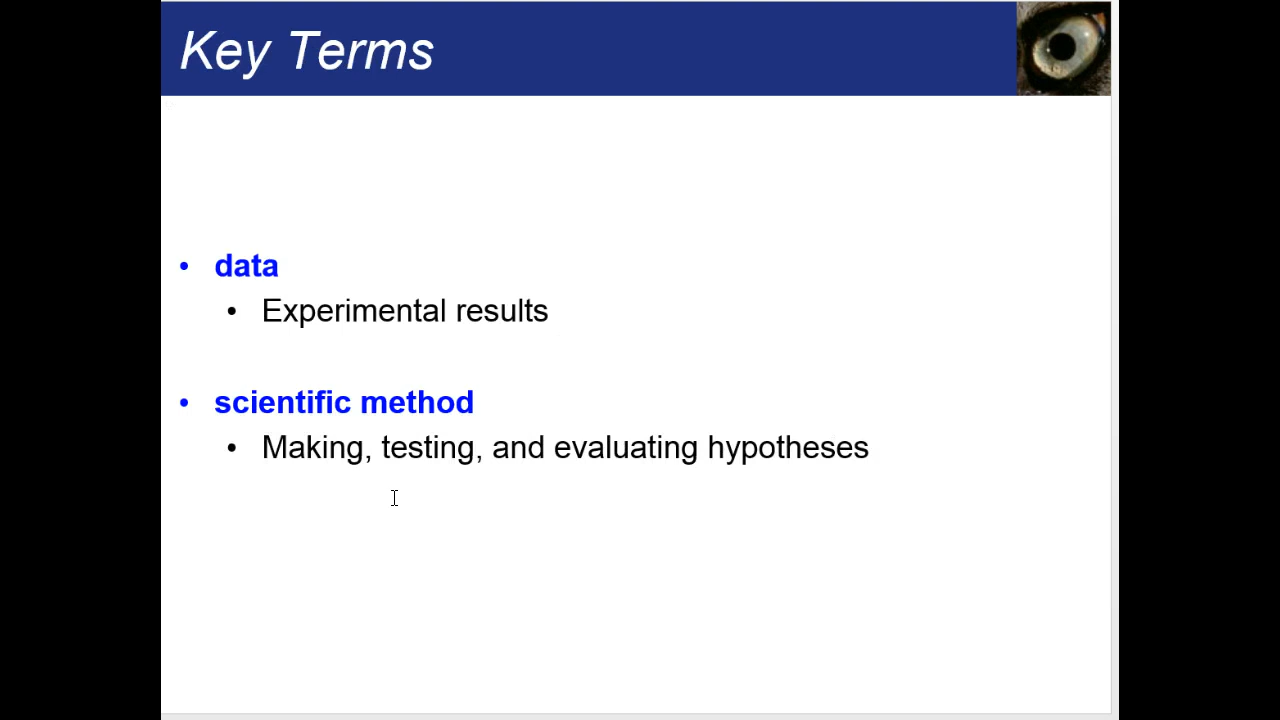 Key Terms
• data
• Experimental results
• scientific method
• Making, testing, and evaluating hypotheses